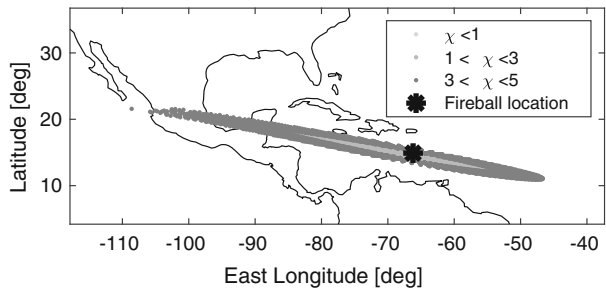 χ <1
1 < χ <3
3 < χ <5
Fireball location
30
20
10
Latitude [deg]
-110 -100 -90 -80 -70 -60 -50 -40
East Longitude [deg]